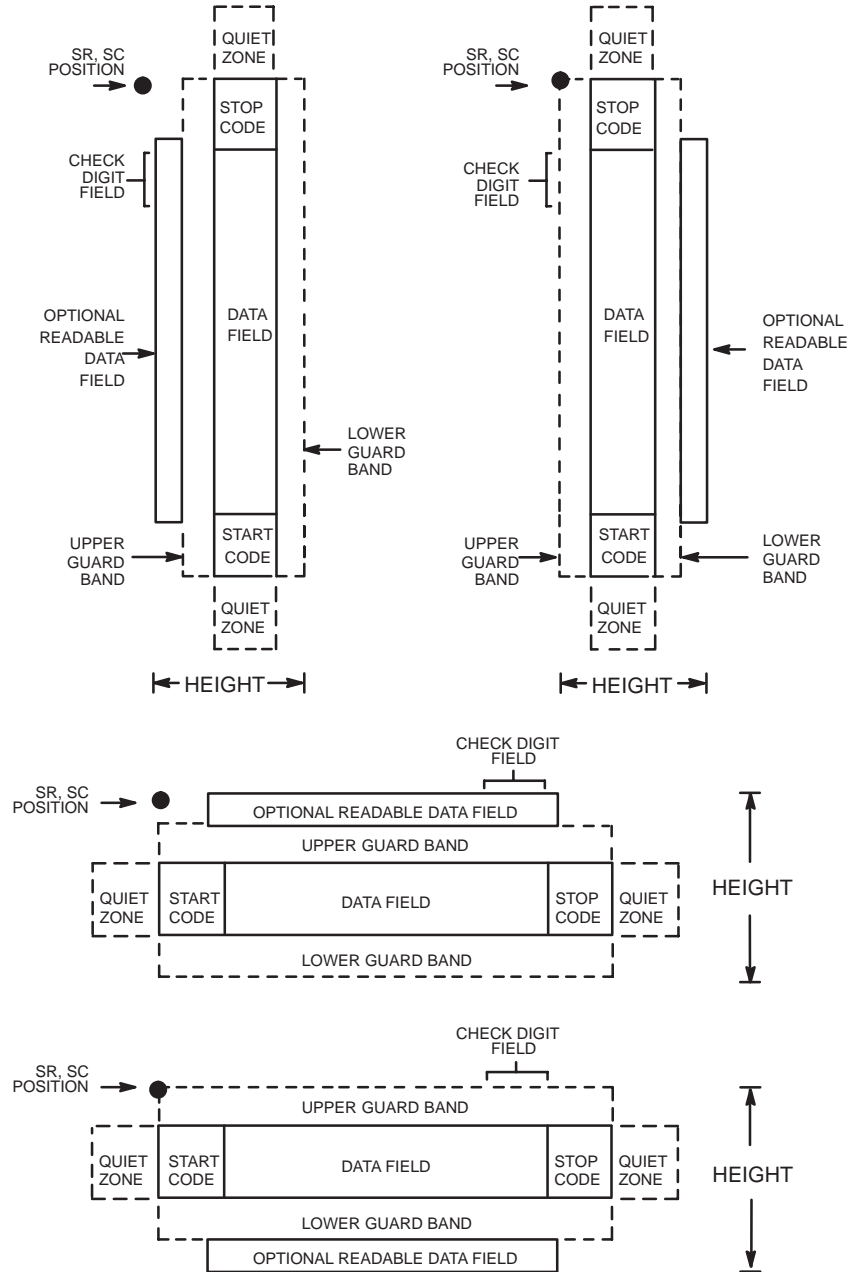 QUIET
ZONE
SR, SC
POSITION
STOP
CODE
CHECK
DIGIT
FIELD
OPTIONAL
READABLE
DATA
FIELD
DATA
FIELD
LOWER
GUARD
BAND
UPPER
GUARD
BAND
START
CODE
QUIET
ZONE
HEIGHT
QUIET
ZONE
SR, SC
POSITION
STOP
CODE
CHECK
DIGIT
FIELD
DATA
FIELD
OPTIONAL
READABLE
DATA
FIELD
UPPER
GUARD
BAND
START
CODE
LOWER
GUARD
BAND
QUIET
ZONE
HEIGHT
CHECK DIGIT
FIELD
SR, SC
POSITION
OPTIONAL READABLE DATA FIELD
UPPER GUARD BAND
QUIET
ZONE
START
CODE
DATA FIELD
STOP
CODE
QUIET
ZONE
HEIGHT
LOWER GUARD BAND
CHECK DIGIT
FIELD
SR, SC
POSITION
UPPER GUARD BAND
QUIET
ZONE
START
CODE
DATA FIELD
STOP
CODE
QUIET
ZONE
HEIGHT
LOWER GUARD BAND
OPTIONAL READABLE DATA FIELD